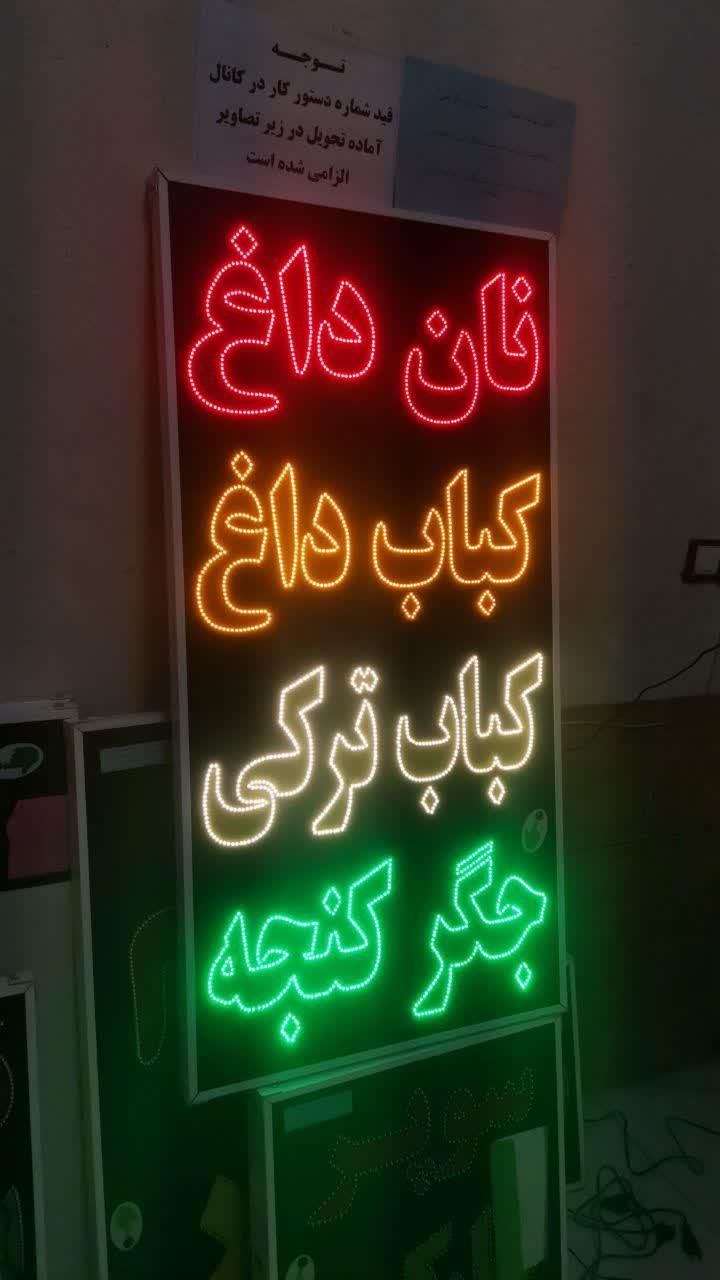 توجه
قید شماره دستور کار در کانال
آماده تحویل در زیر تصاویر
الزامی شده است
نان داغ
کباب داغ
کباب ترکی
جگر کنجه
سوپر